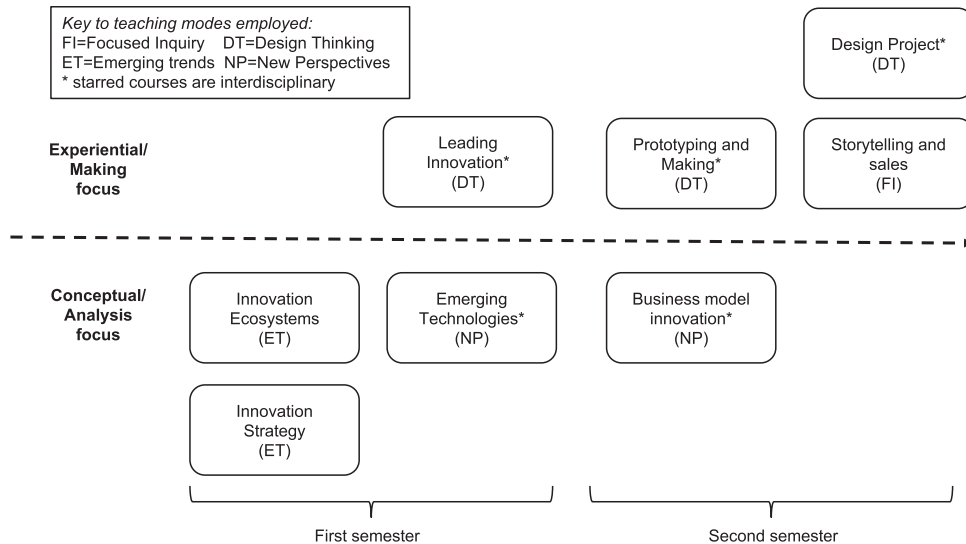 Key to teaching modes employed:
FI=Focused Inquiry DT=Design Thinking
ET=Emerging trends NP=New Perspectives
* starred courses are interdisciplinary
Design Project*
(DT)
Experiential/
Making
focus
Leading
Innovation*
(DT)
Prototyping and
Making*
(DT)
Storytelling and
sales
(FI)
Conceptual/
Analysis
focus
Innovation
Ecosystems
(ET)
Emerging
Technologies*
(NP)
Business model
innovation*
(NP)
Innovation
Strategy
(ET)
First semester
Second semester